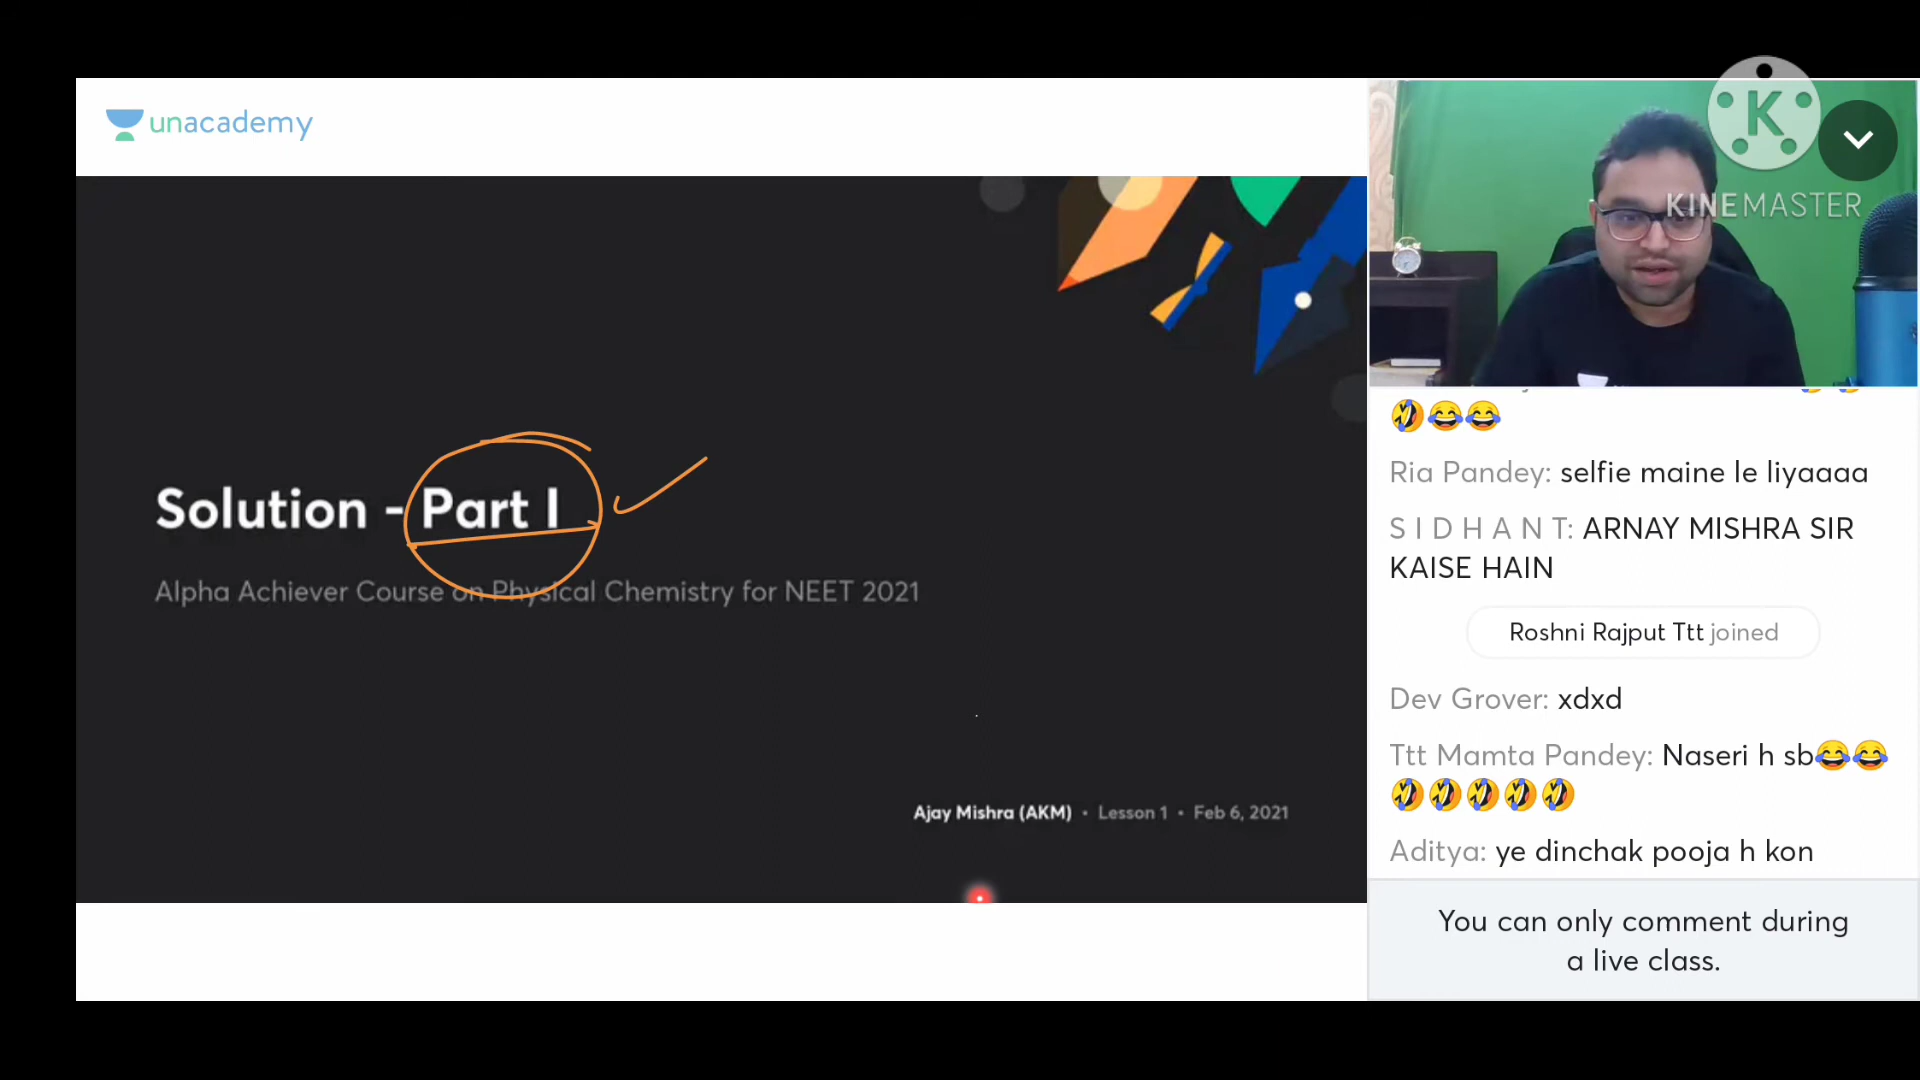 unacademy
K
KINEMASTER
Solution - Part I
Alpha Achiever Course on Physical Chemistry for NEET 2021
Ajay Mishra (AKM) • Lesson 1 • Feb 6, 2021
🤣😂😂
Ria Pandey: selfie maine le liyaaaa
S I D H A N T: ARNAY MISHRA SIR
KAISE HAIN
Roshni Rajput Ttt joined
Dev Grover: xdxd
Ttt Mamta Pandey: Naseri h sb😂😂
🤣🤣🤣🤣🤣
Aditya: ye dinchak pooja h kon
You can only comment during
a live class.